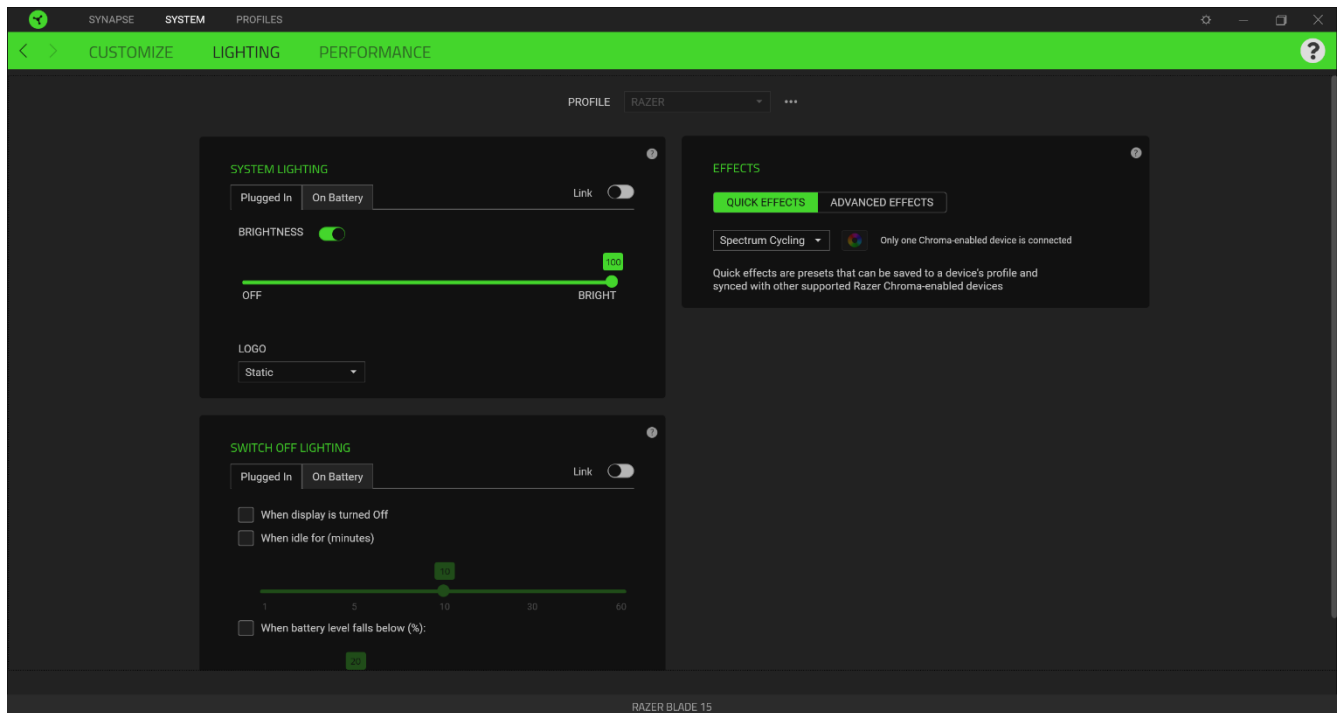 SYNAPSE SYSTEM PROFILES
CUSTOMIZE LIGHTING PERFORMANCE ?
PROFILE RAZER
SYSTEM LIGHTING
?
Plugged In On Battery Link
BRIGHTNESS
100
OFF BRIGHT
LOGO
Static
EFFECTS
?
QUICK EFFECTS ADVANCED EFFECTS
Spectrum Cycling Only one Chroma-enabled device is connected
Quick effects are presets that can be saved to a device's profile and
synced with other supported Razer Chroma-enabled devices
SWITCH OFF LIGHTING
?
Plugged In On Battery Link
When display is turned Off
When idle for (minutes)
10
1 5 10 30 60
When battery level falls below (%):
20
RAZER BLADE 15